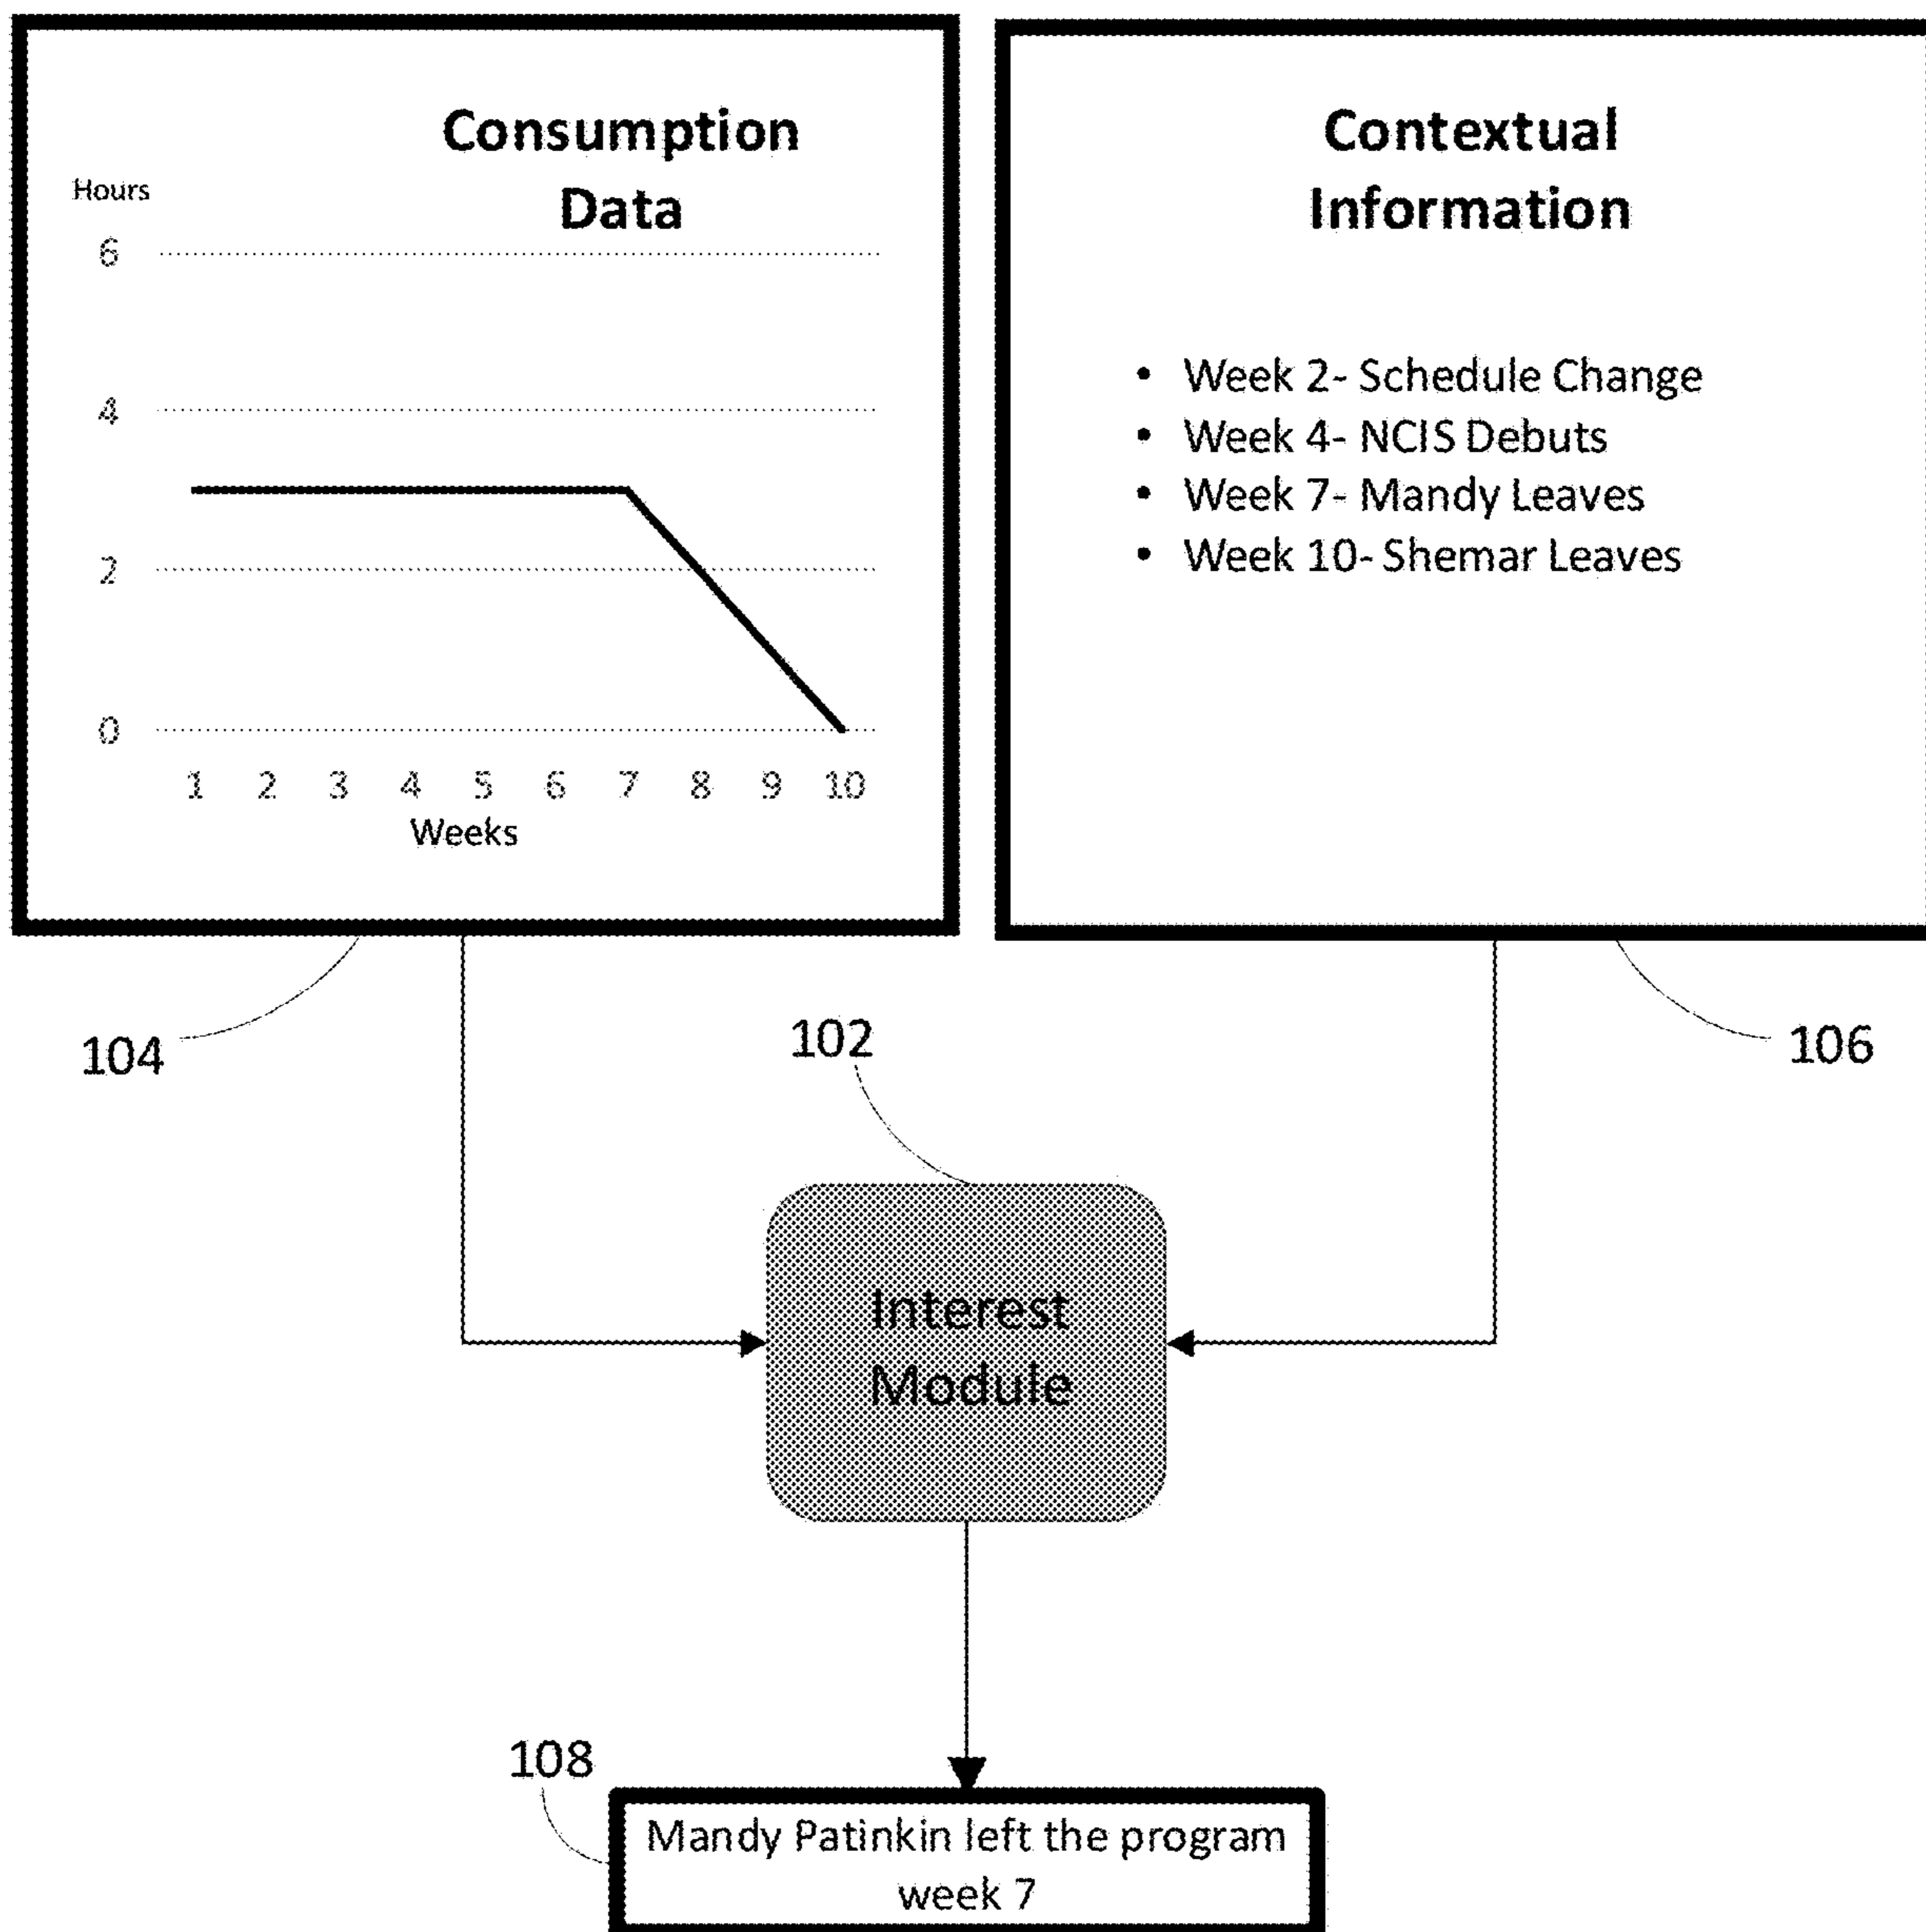 Consumption
Data
Hours
6
4
2
0
1 2 3 4 5 6 7 8 9 10
Weeks
Contextual
Information
• Week 2- Schedule Change
• Week 4- NCIS Debuts
• Week 7- Mandy Leaves
• Week 10- Shemar Leaves
104
102
106
Interest
Module
108
Mandy Patinkin left the program
week 7